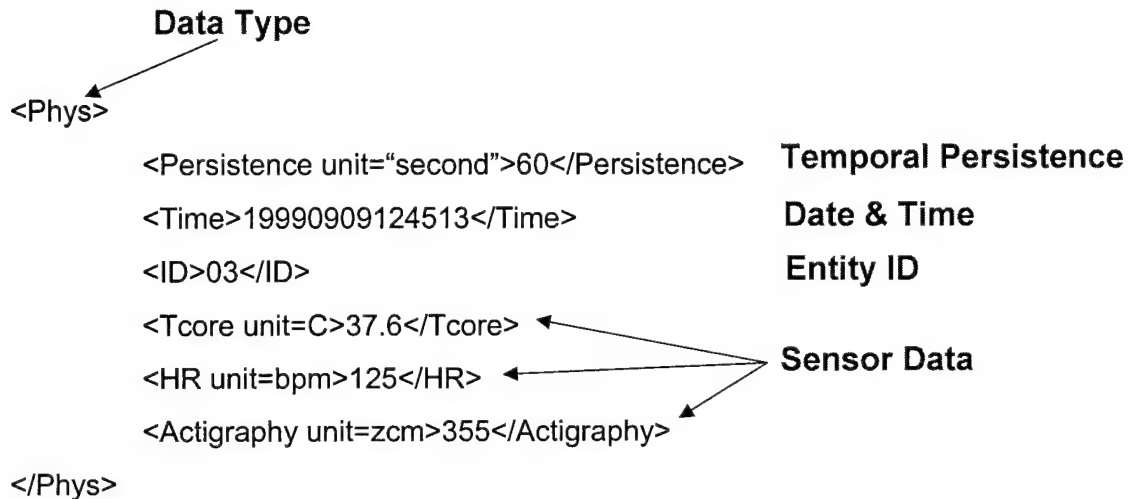 Data Type
<Phys>
<Persistence unit=“second”>60</Persistence> Temporal Persistence
<Time>19990909124513</Time> Date & Time
<ID>03</ID> Entity ID
<Tcore unit=C>37.6</Tcore>
<HR unit=bpm>125</HR> Sensor Data
<Actigraphy unit=zcm>355</Actigraphy>
</Phys>